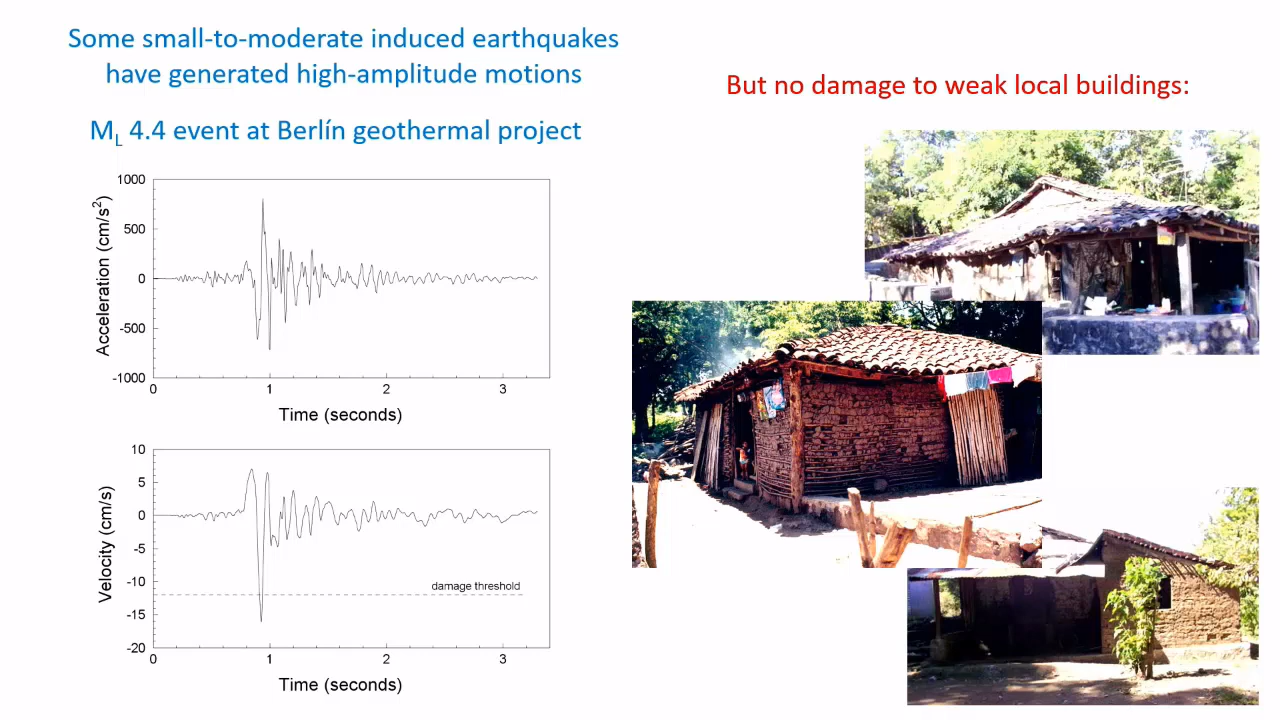 Some small-to-moderate induced earthquakes
have generated high-amplitude motions
M_L 4.4 event at Berlín geothermal project
But no damage to weak local buildings:
1000
500
0
-500
-1000
Acceleration (cm/s²)
0 1 2 3
Time (seconds)
10
5
0
-5
-10
-15
-20
Velocity (cm/s)
damage threshold
0 1 2 3
Time (seconds)